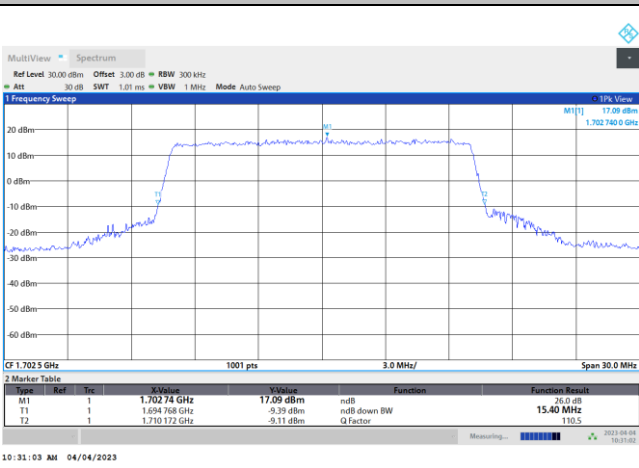 MultiView Spectrum
Ref Level 30.00 dBm Offset 3.00 dB RBW 300 kHz
Att 30 dB SWT 1.01 ms VBW 1 MHz Mode Auto Sweep
1 Frequency Sweep 1Pk View
M1[1] 17.09 dBm
1.702 740 0 GHz
M1
20 dBm
10 dBm
0 dBm
T1 T2
-10 dBm
-20 dBm
-30 dBm
-40 dBm
-50 dBm
-60 dBm
CF 1.702 5 GHz 1001 pts 3.0 MHz/ Span 30.0 MHz
2 Marker Table
Type Ref Trc X-Value Y-Value Function Function Result
M1 1 1.702 74 GHz 17.09 dBm ndB 26.0 dB
T1 1 1.694 768 GHz -9.39 dBm ndB down BW 15.40 MHz
T2 1 1.710 172 GHz -9.11 dBm Q Factor 110.5
Measuring...
10:31:02
10:31:03 AM 04/04/2023